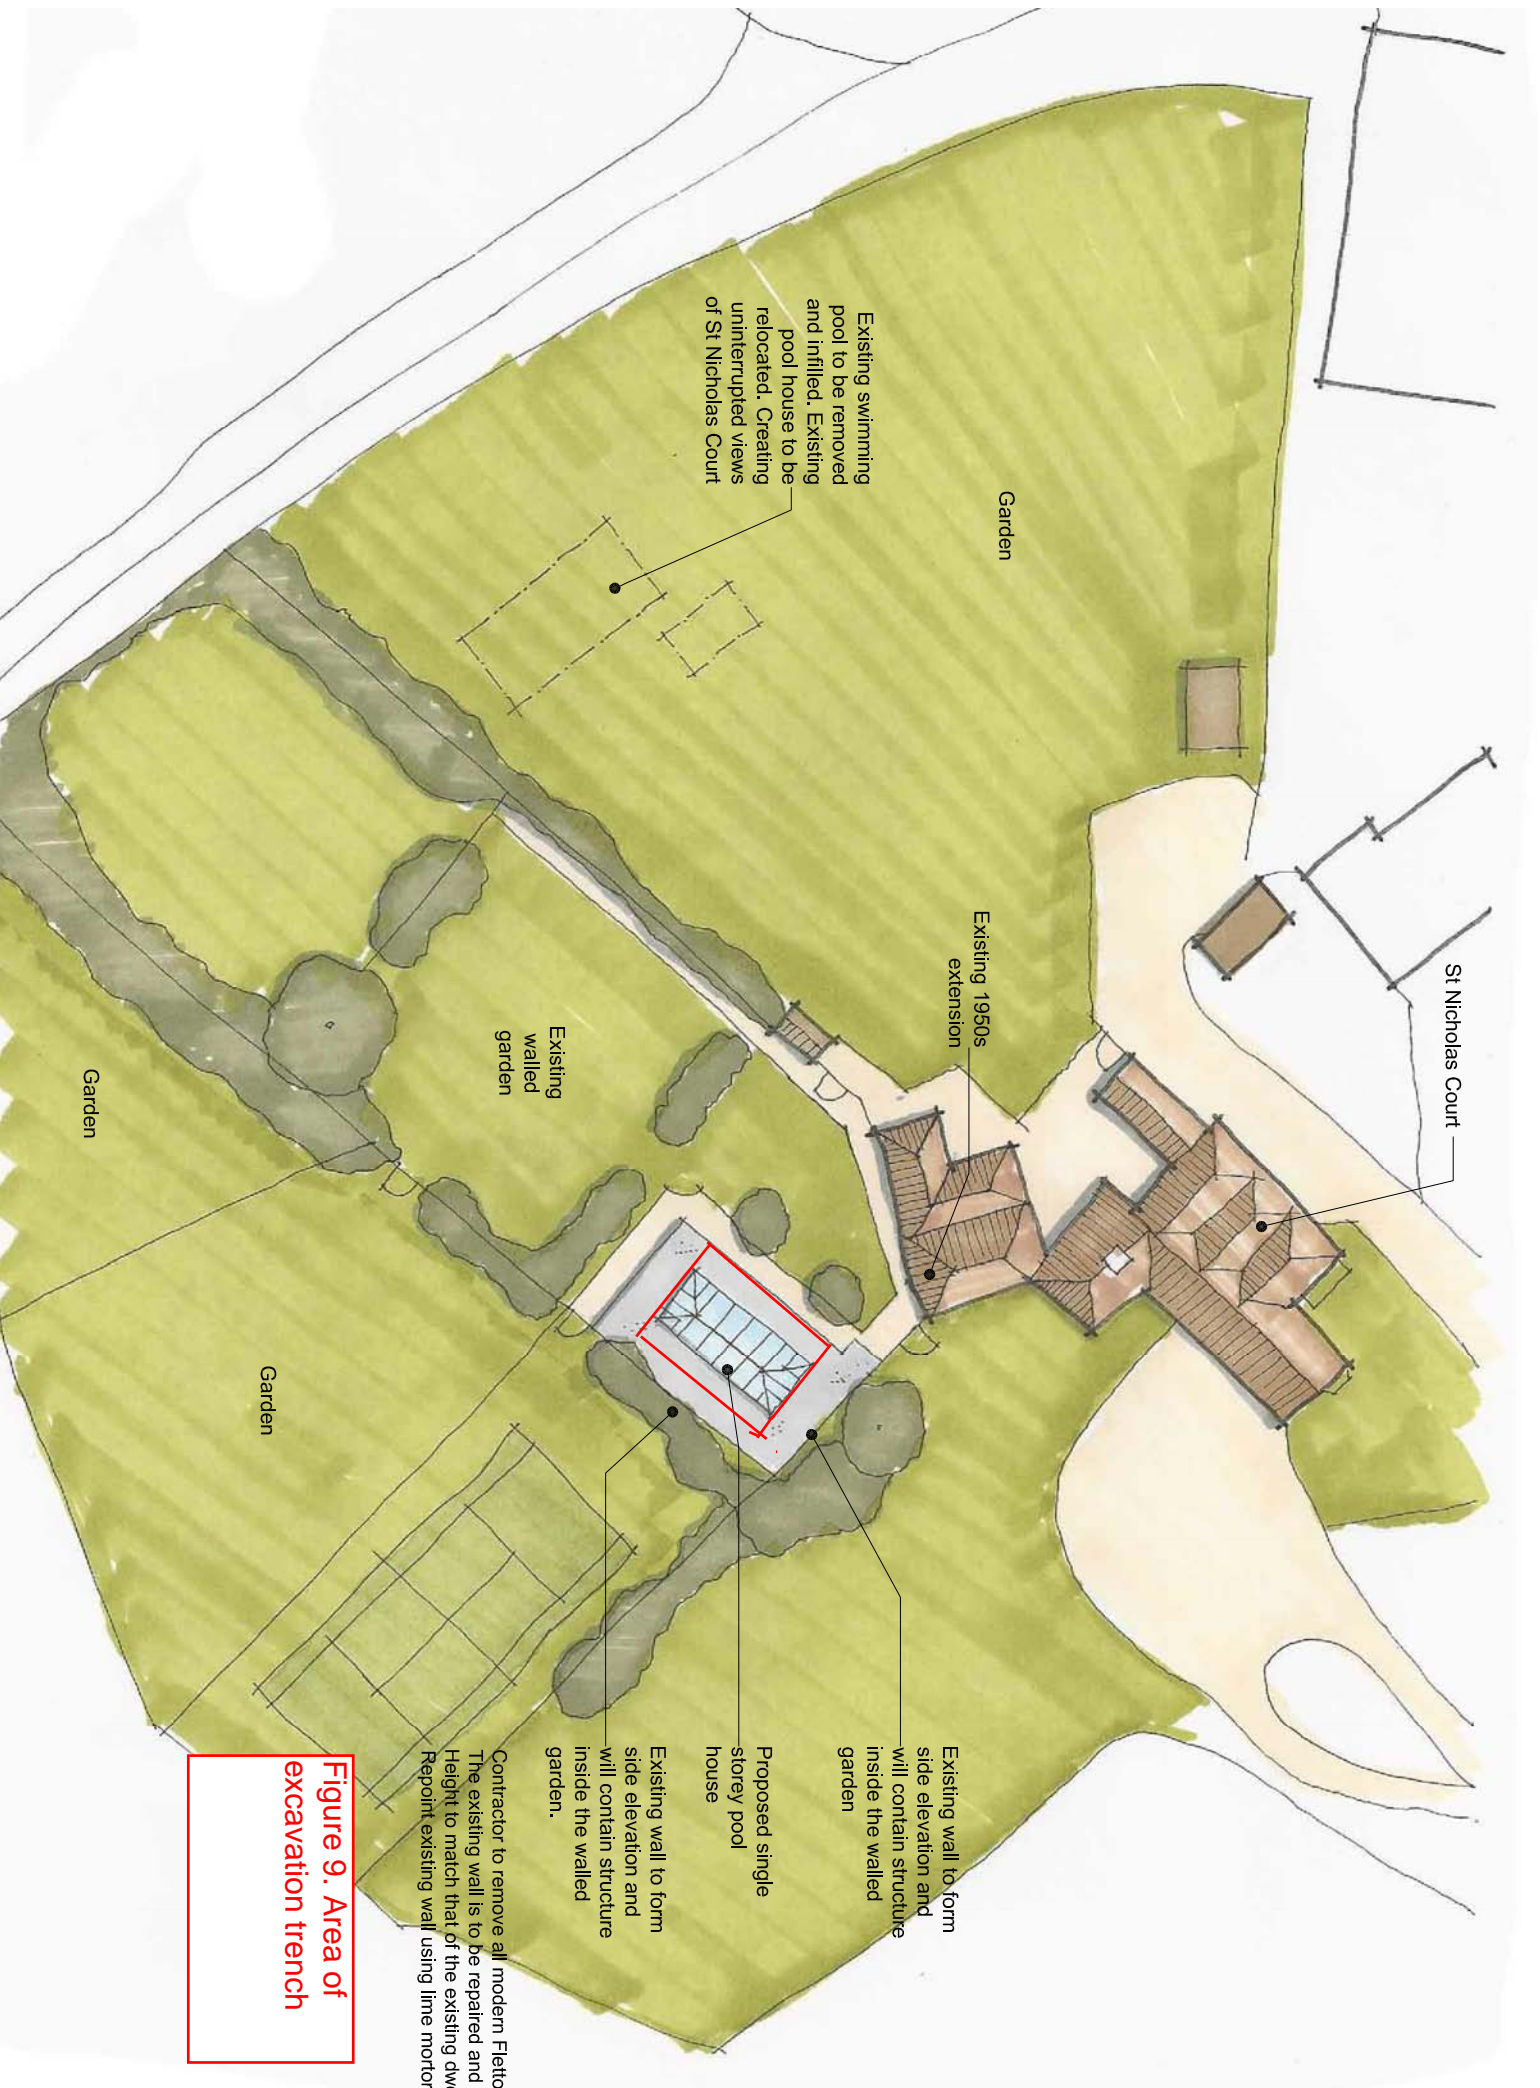 St Nicholas Court
Garden
Existing swimming
pool to be removed
and infilled. Existing
pool house to be
relocated. Creating
uninterrupted views
of St Nicholas Court
Existing 1950s
extension
Existing
walled
garden
Garden
Garden
Existing wall to form
side elevation and
will contain structure
inside the walled
garden
Proposed single
storey pool
house
Existing wall to form
side elevation and
will contain structure
inside the walled
garden.
Contractor to remove all modern Fletto
The existing wall is to be repaired and
Height to match that of the existing dwe
Repoint existing wall using lime mortor
Figure 9. Area of
excavation trench